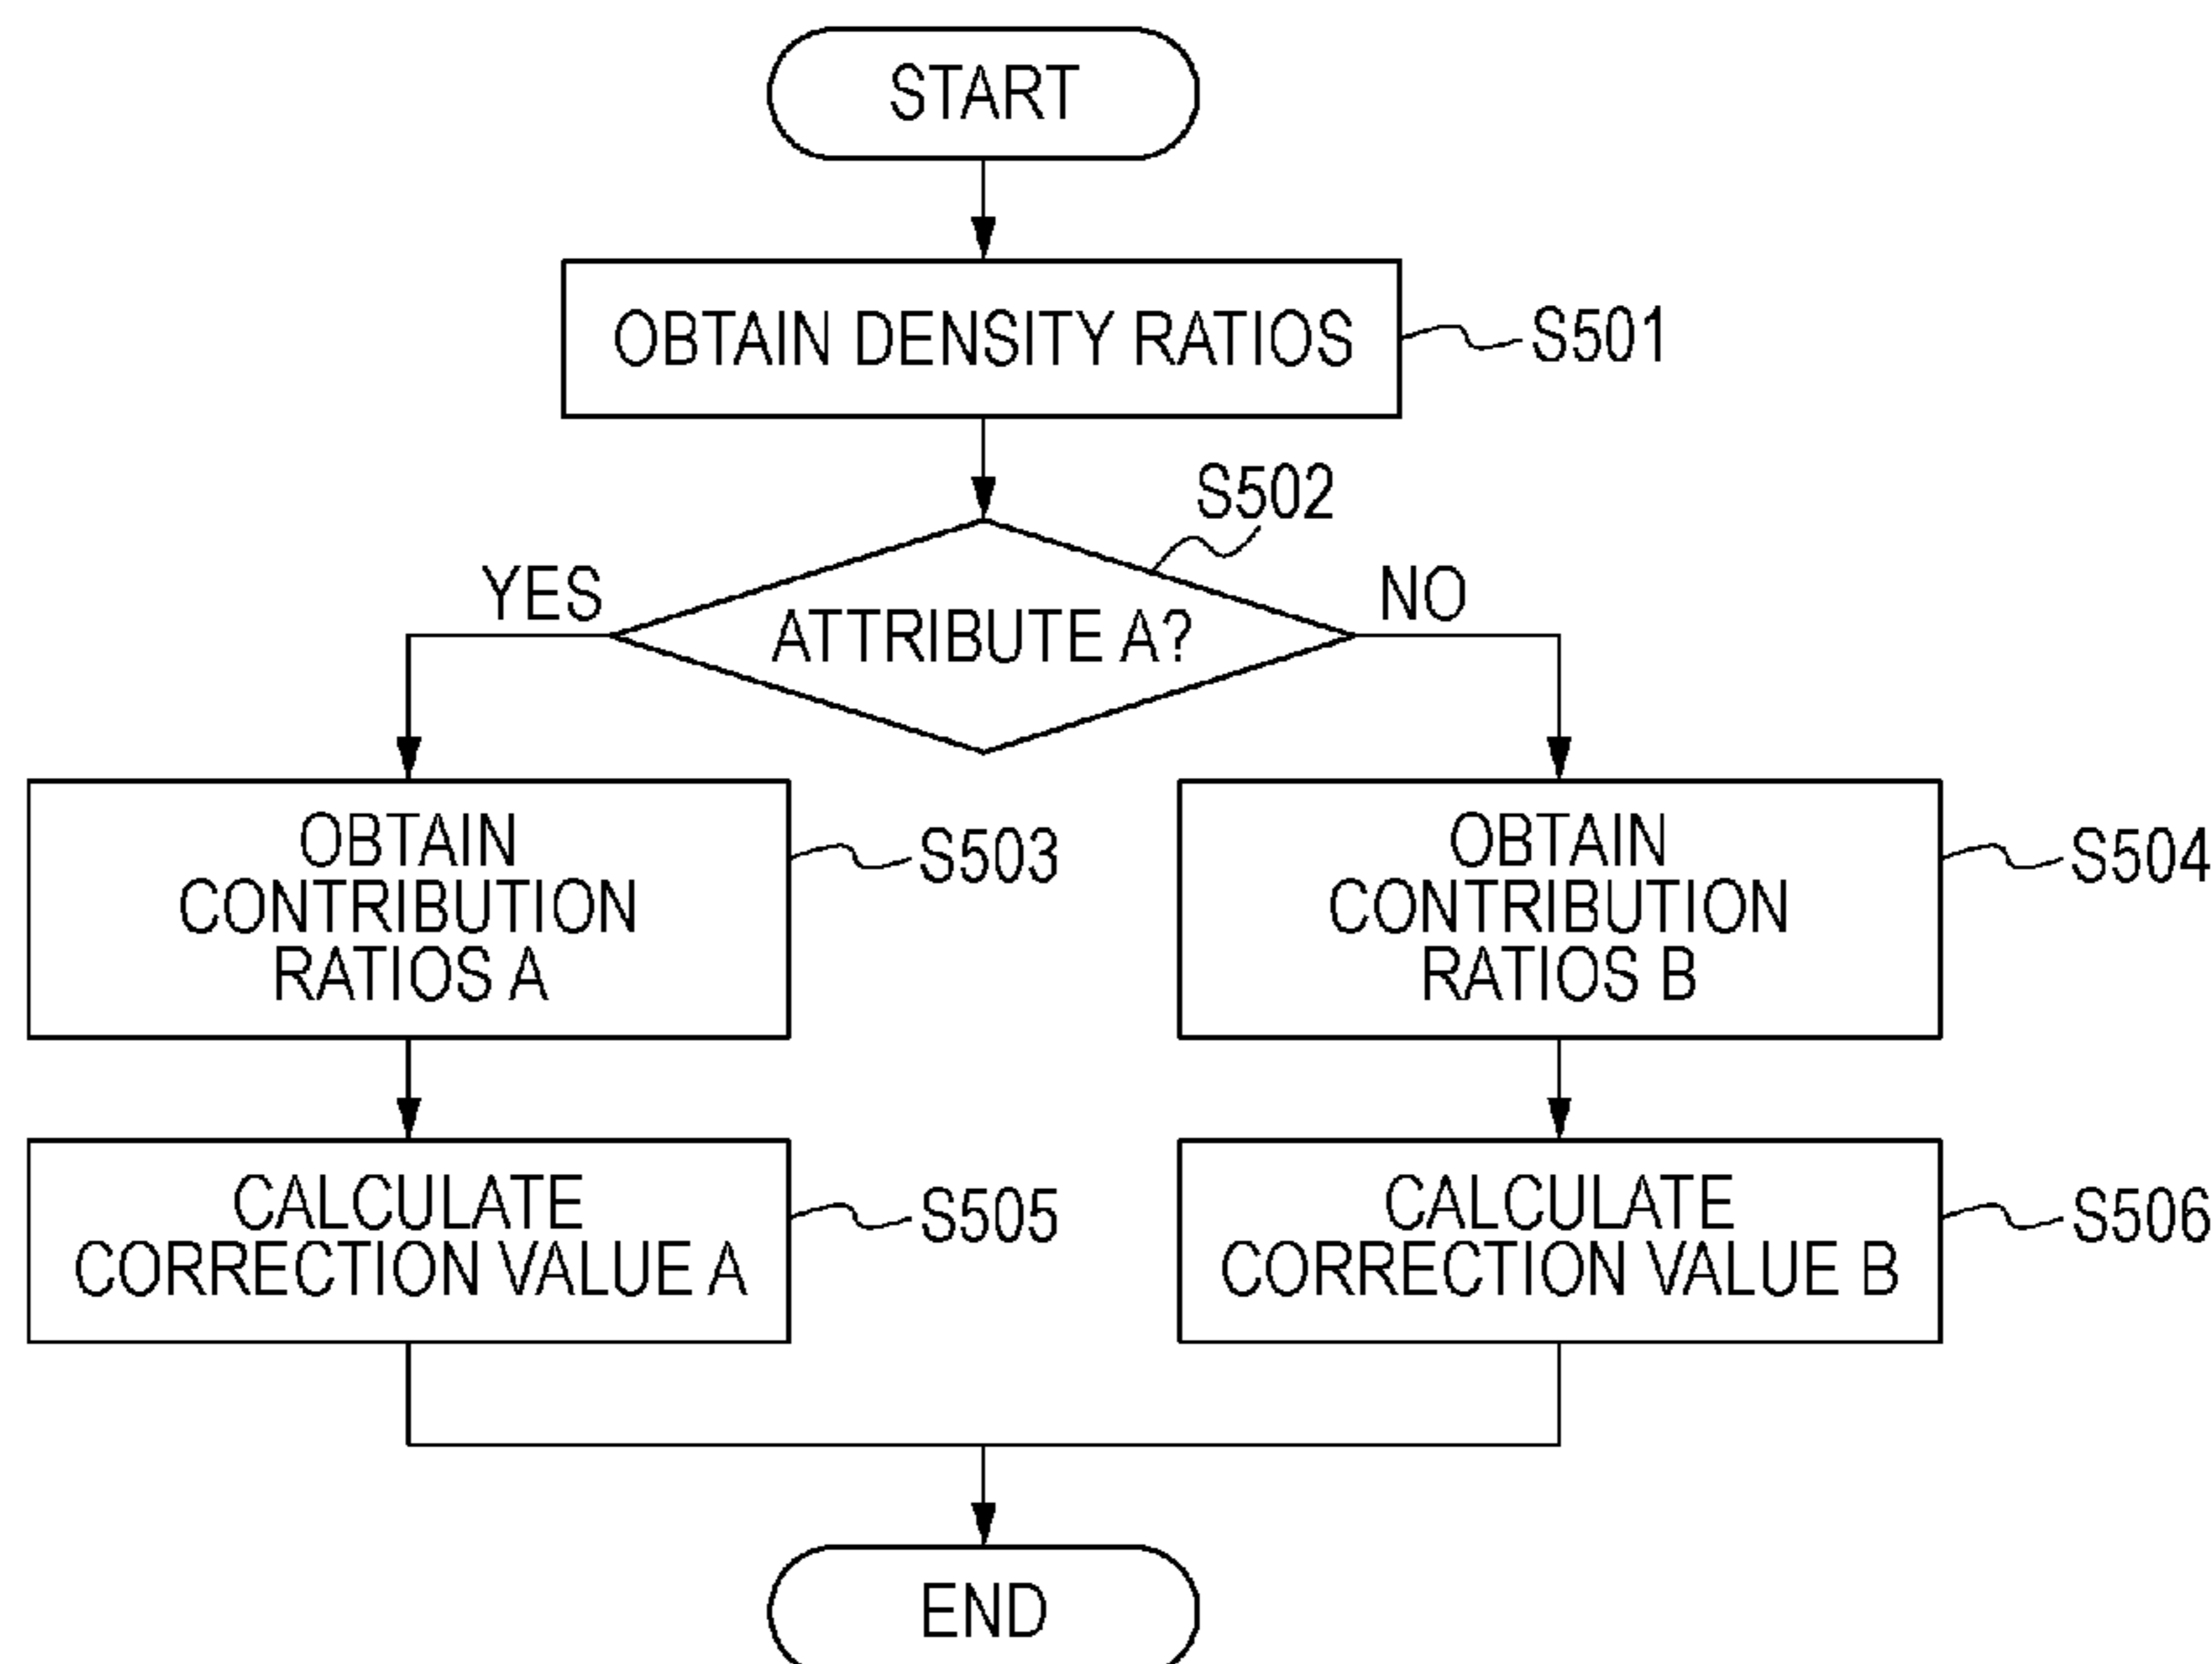 START
OBTAIN DENSITY RATIOS
S501
S502
YES
NO
ATTRIBUTE A?
OBTAIN
CONTRIBUTION
RATIOS A
S503
OBTAIN
CONTRIBUTION
RATIOS B
S504
CALCULATE
CORRECTION VALUE A
S505
CALCULATE
CORRECTION VALUE B
S506
END